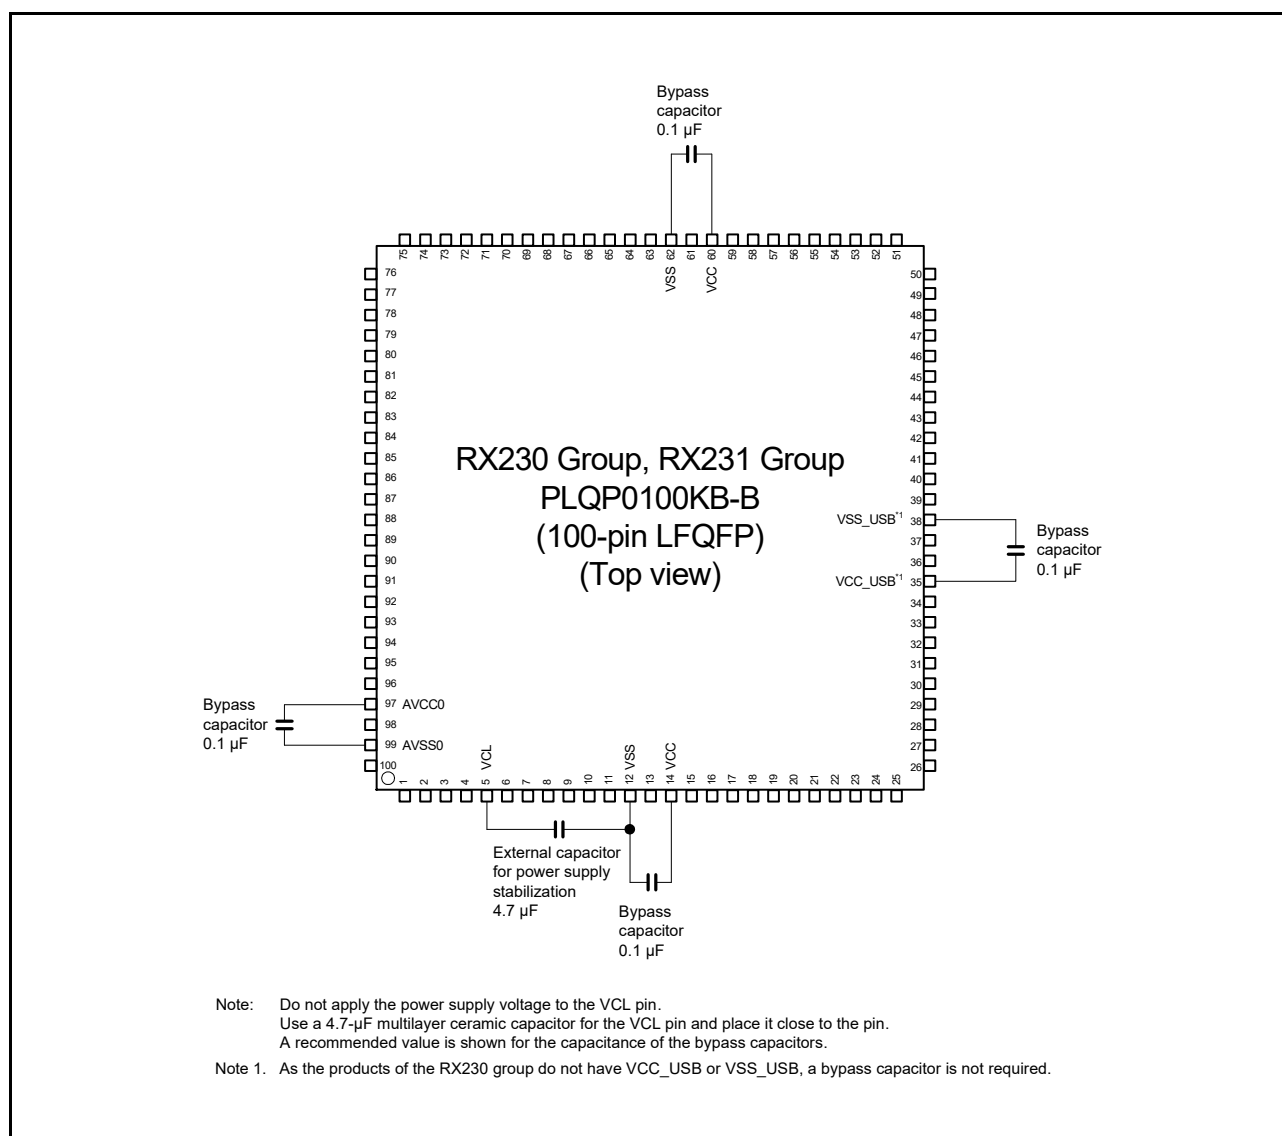 Bypass
capacitor
0.1 µF
75 74 73 72 71 70 69 68 67 66 65 64 63 62 61 60 59 58 57 56 55 54 53 52 51
VSS
VCC
76
77
78
79
80
81
82
83
84
85
86
87
88
89
90
91
92
93
94
95
96
97 AVCC0
98
99 AVSS0
100
Bypass
capacitor
0.1 µF
RX230 Group, RX231 Group
PLQP0100KB-B
(100-pin LFQFP)
(Top view)
50
49
48
47
46
45
44
43
42
41
40
39
VSS_USB*1 38
37
36
VCC_USB*1 35
34
33
32
31
30
29
28
27
26
Bypass
capacitor
0.1 µF
VCL
VSS
VCC
1 2 3 4 5 6 7 8 9 10 11 12 13 14 15 16 17 18 19 20 21 22 23 24 25
External capacitor
for power supply
stabilization
4.7 µF
Bypass
capacitor
0.1 µF
Note: Do not apply the power supply voltage to the VCL pin.
Use a 4.7-µF multilayer ceramic capacitor for the VCL pin and place it close to the pin.
A recommended value is shown for the capacitance of the bypass capacitors.
Note 1. As the products of the RX230 group do not have VCC_USB or VSS_USB, a bypass capacitor is not required.